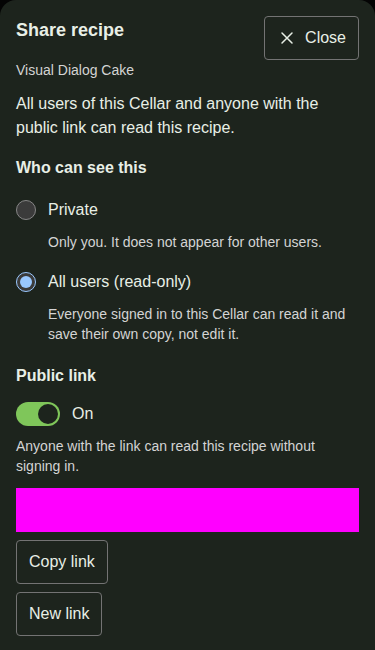 Share recipe
Close
Visual Dialog Cake
All users of this Cellar and anyone with the
public link can read this recipe.
Who can see this
Private
Only you. It does not appear for other users.
All users (read-only)
Everyone signed in to this Cellar can read it and
save their own copy, not edit it.
Public link
On
Anyone with the link can read this recipe without
signing in.
Copy link
New link